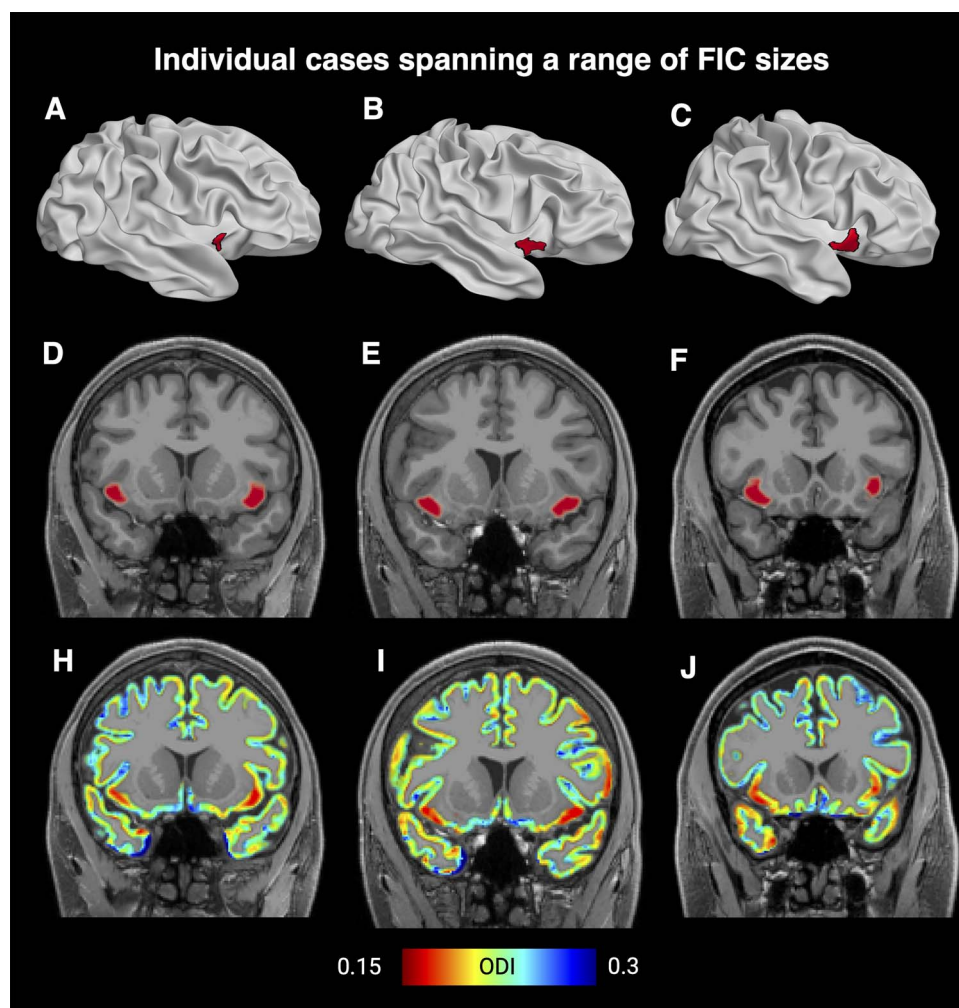 Individual cases spanning a range of FIC sizes
A B C
D E F
H I J
0.15 ODI 0.3